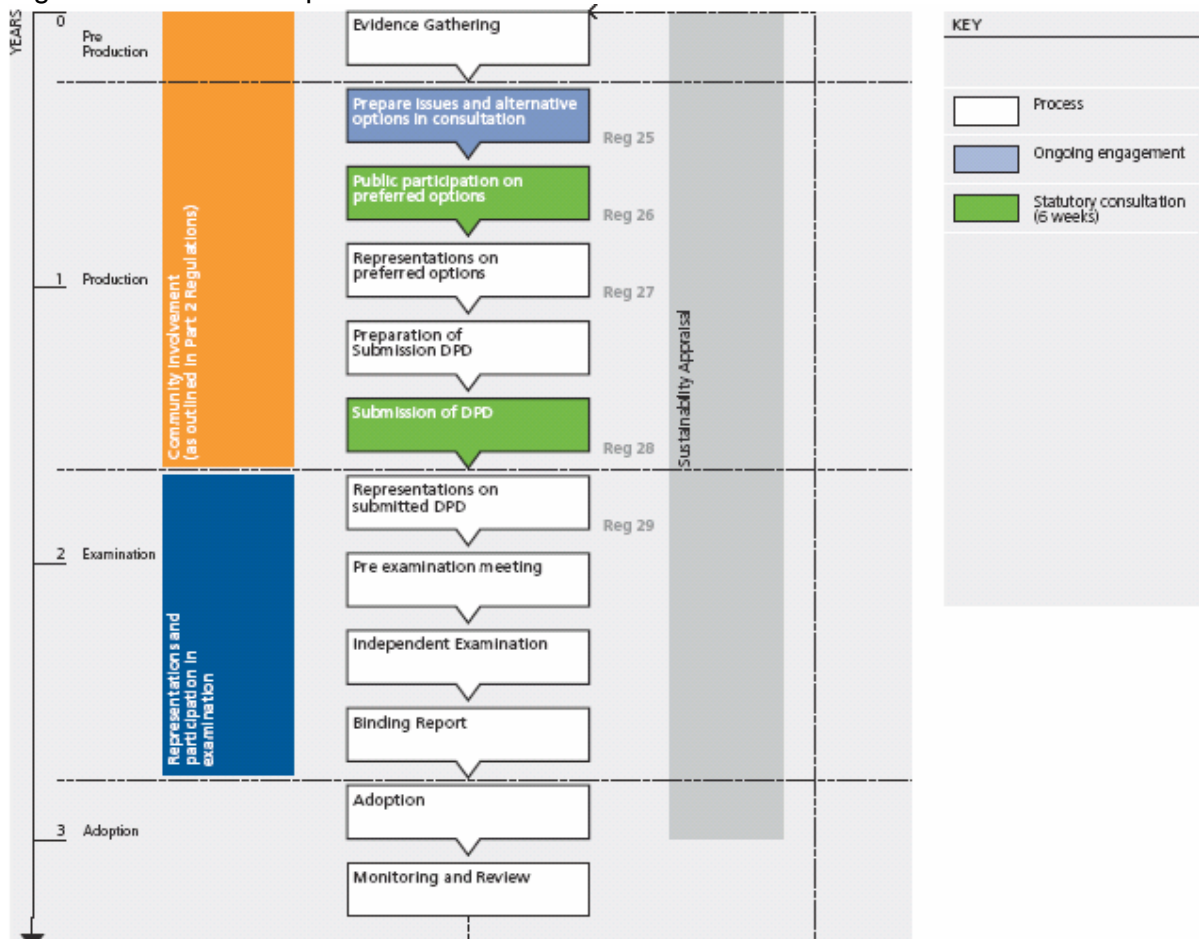 YEARS
0
Pre
Production
1
Production
2
Examination
3
Adoption
Community Involvement
(as outlined in Part 2 Regulations)
Representations and
participation in
examination
Evidence Gathering
Prepare issues and alternative
options in consultation
Reg 25
Public participation on
preferred options
Reg 26
Representations on
preferred options
Reg 27
Preparation of
Submission DPD
Submission of DPD
Reg 28
Representations on
submitted DPD
Reg 29
Pre examination meeting
Independent Examination
Binding Report
Adoption
Monitoring and Review
Sustainability Appraisal
KEY
Process
Ongoing engagement
Statutory consultation
(6 weeks)